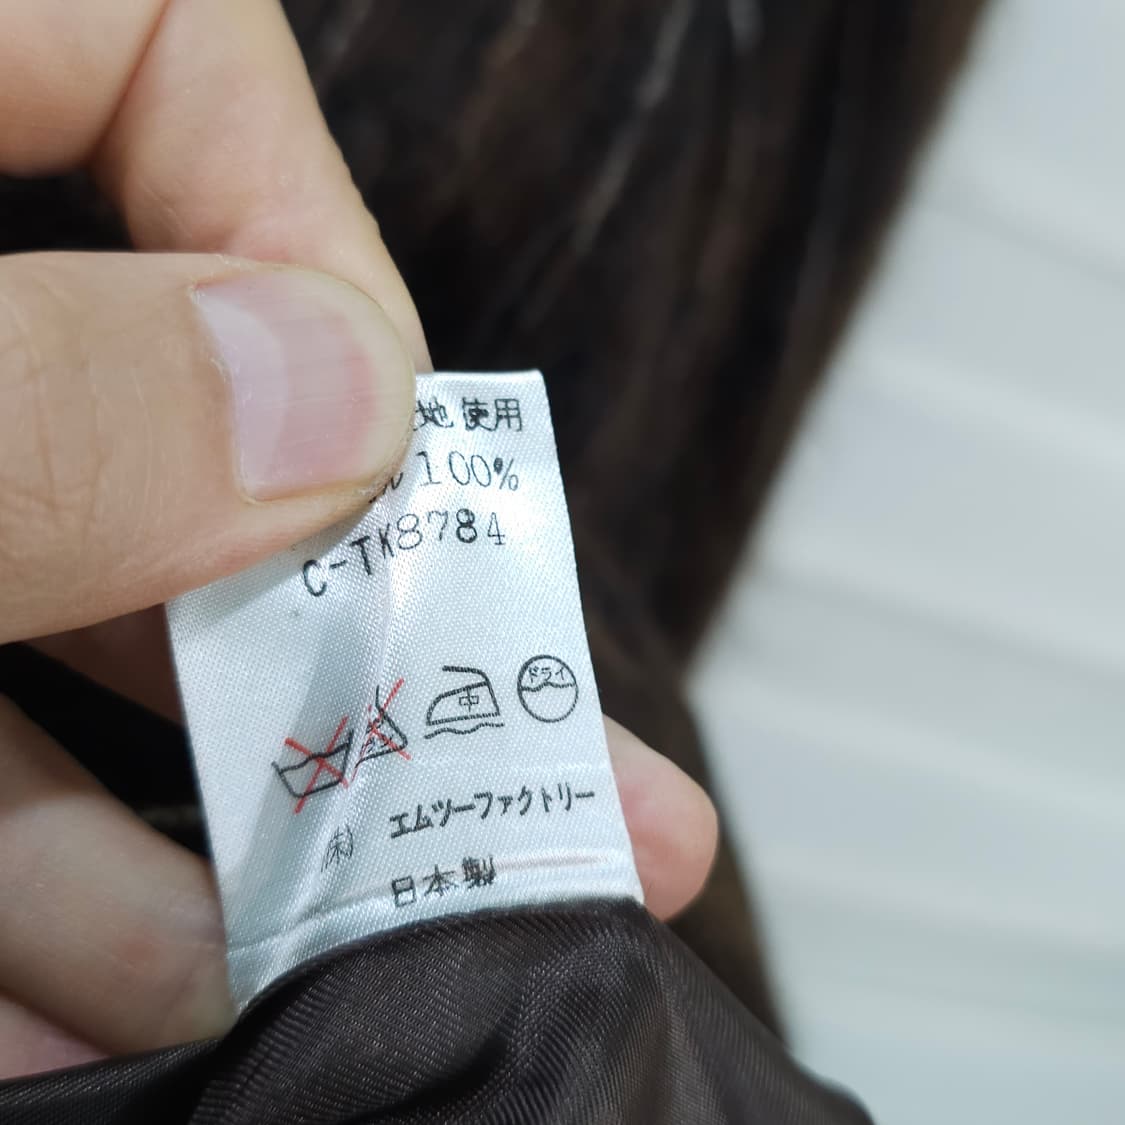 地使用
100%
C-TK8784
中 ドライ
(株) エムツーファクトリー
日本製